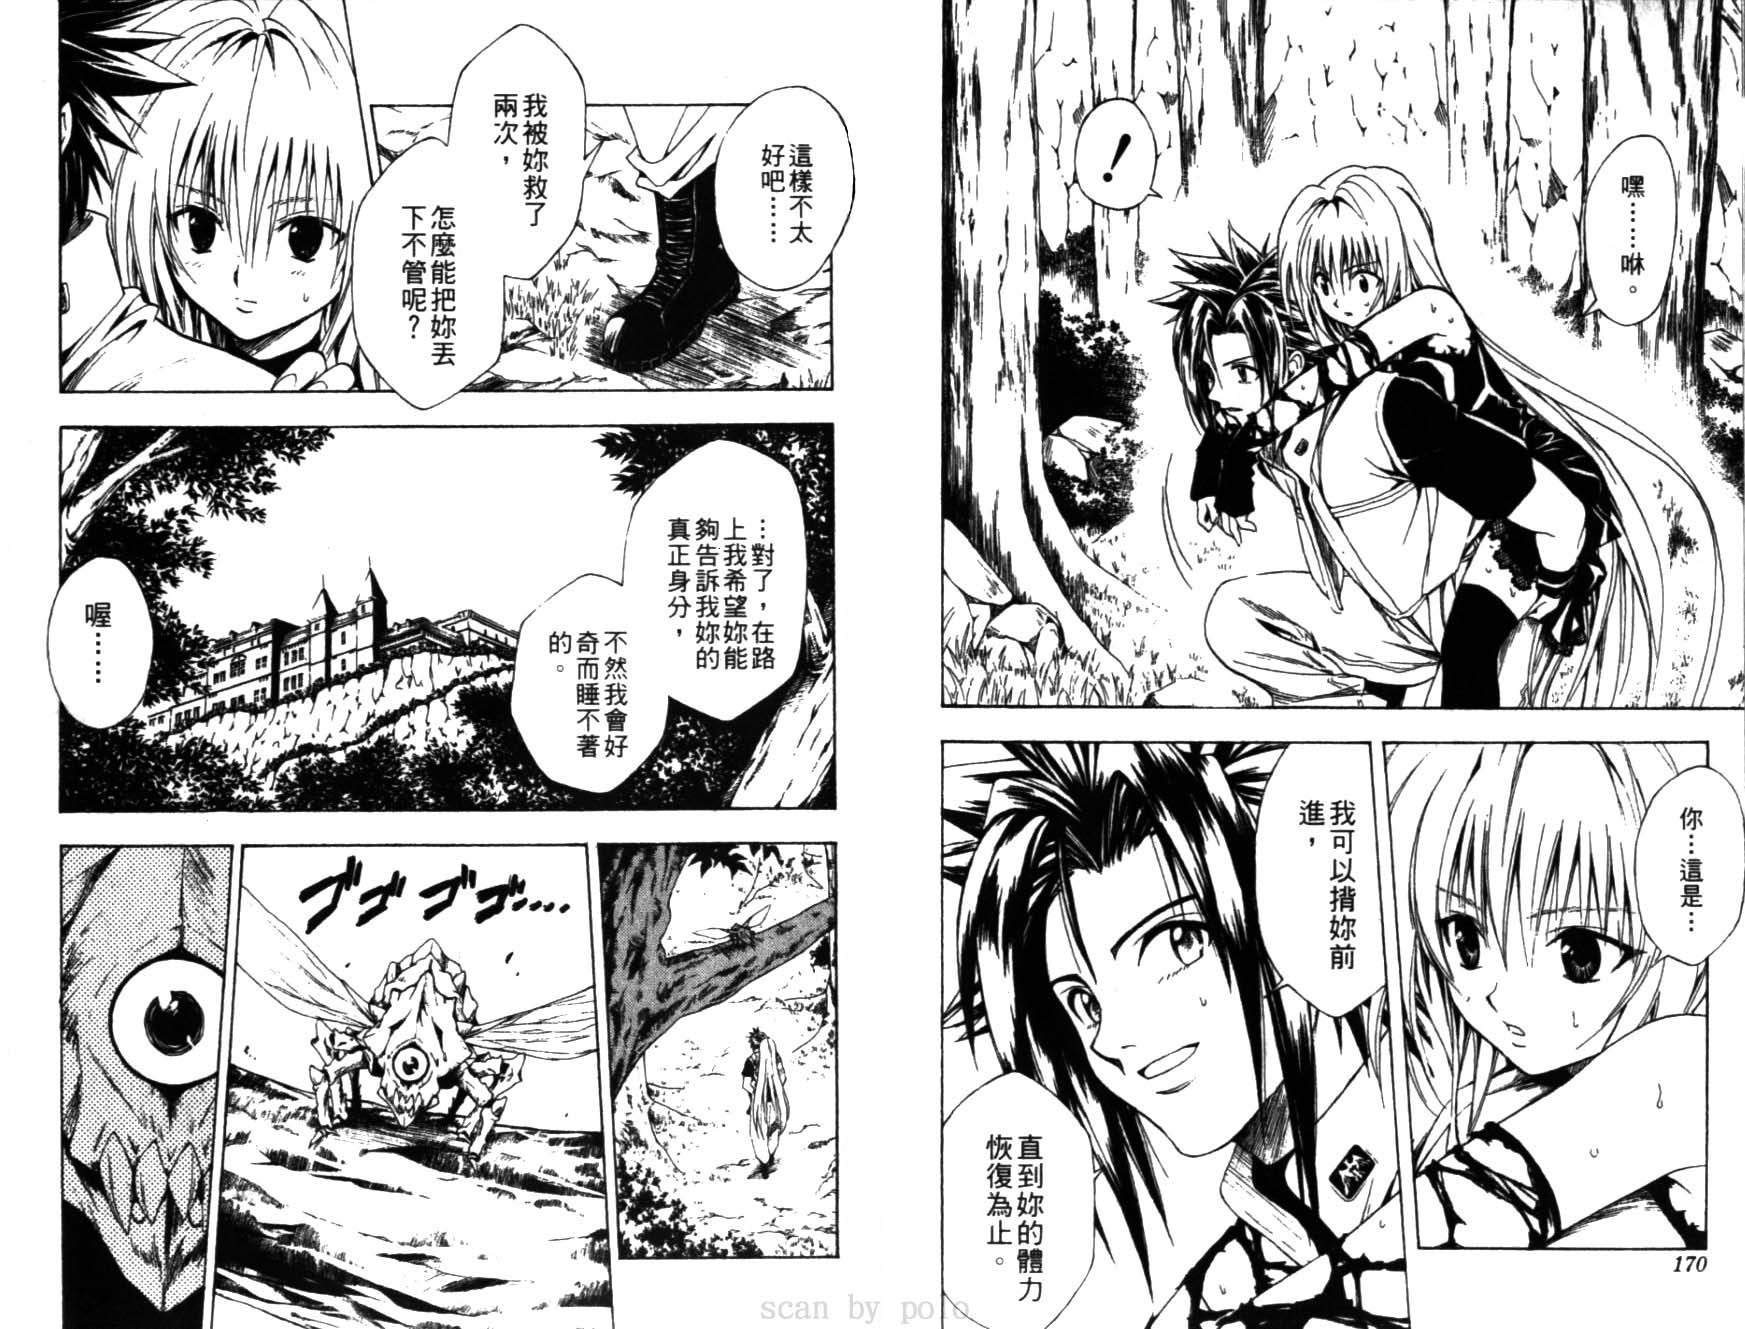 嘿……咻。
！
你…這是…
我可以揹妳前
進，
直到妳的體力
恢復為止。
170
這樣不太
好吧……
我被妳救了
兩次，
怎麼能把妳丟
下不管呢？
…對了，在路
上我希望妳能
夠告訴我妳的
真正身分，
不然我會好
奇而睡不著
的。
喔……
ゴゴゴゴ…
scan by polo